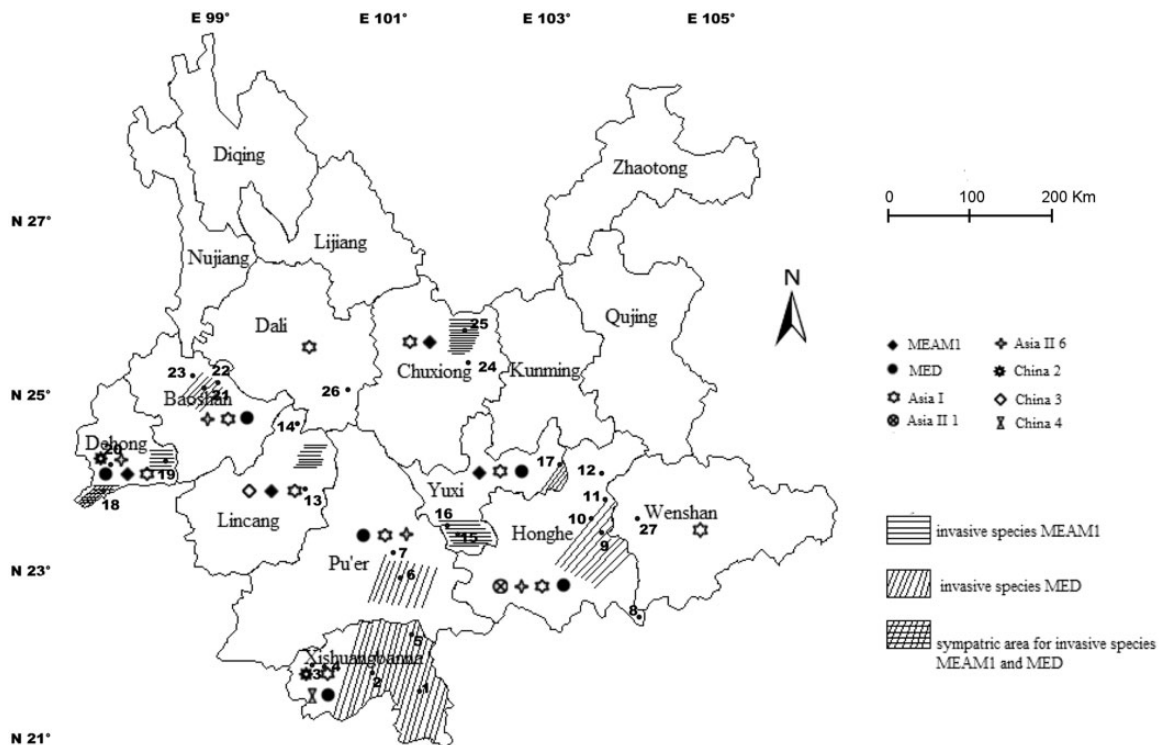 E 99° E 101° E 103° E 105°
Diqing
Zhaotong
0 100 200 Km
N 27°
Lijiang
Nujiang
N
Qujing
Dali
25
MEAM1 Asia II 6
23 22
Chuxiong 24 Kunming
MED China 2
21
N 25°
Baoshan
26
Asia I China 3
Asia II 1 China 4
14
Dehong
20
19
17
12
18
Lincang 13
Yuxi
11
Wenshan
16
10
27
15
Honghe
9
invasive species MEAM1
7
Pu'er
N 23°
6
invasive species MED
8
5
sympatric area for invasive species
MEAM1 and MED
Xishuangbanna
3 4
2
1
N 21°